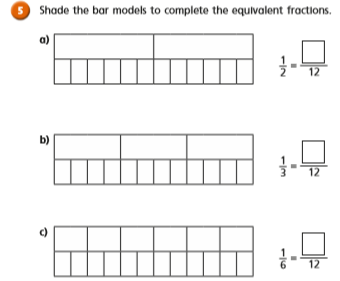 5 Shade the bar models to complete the equivalent fractions.
a) 1/2 = □/12
b) 1/3 = □/12
c) 1/6 = □/12